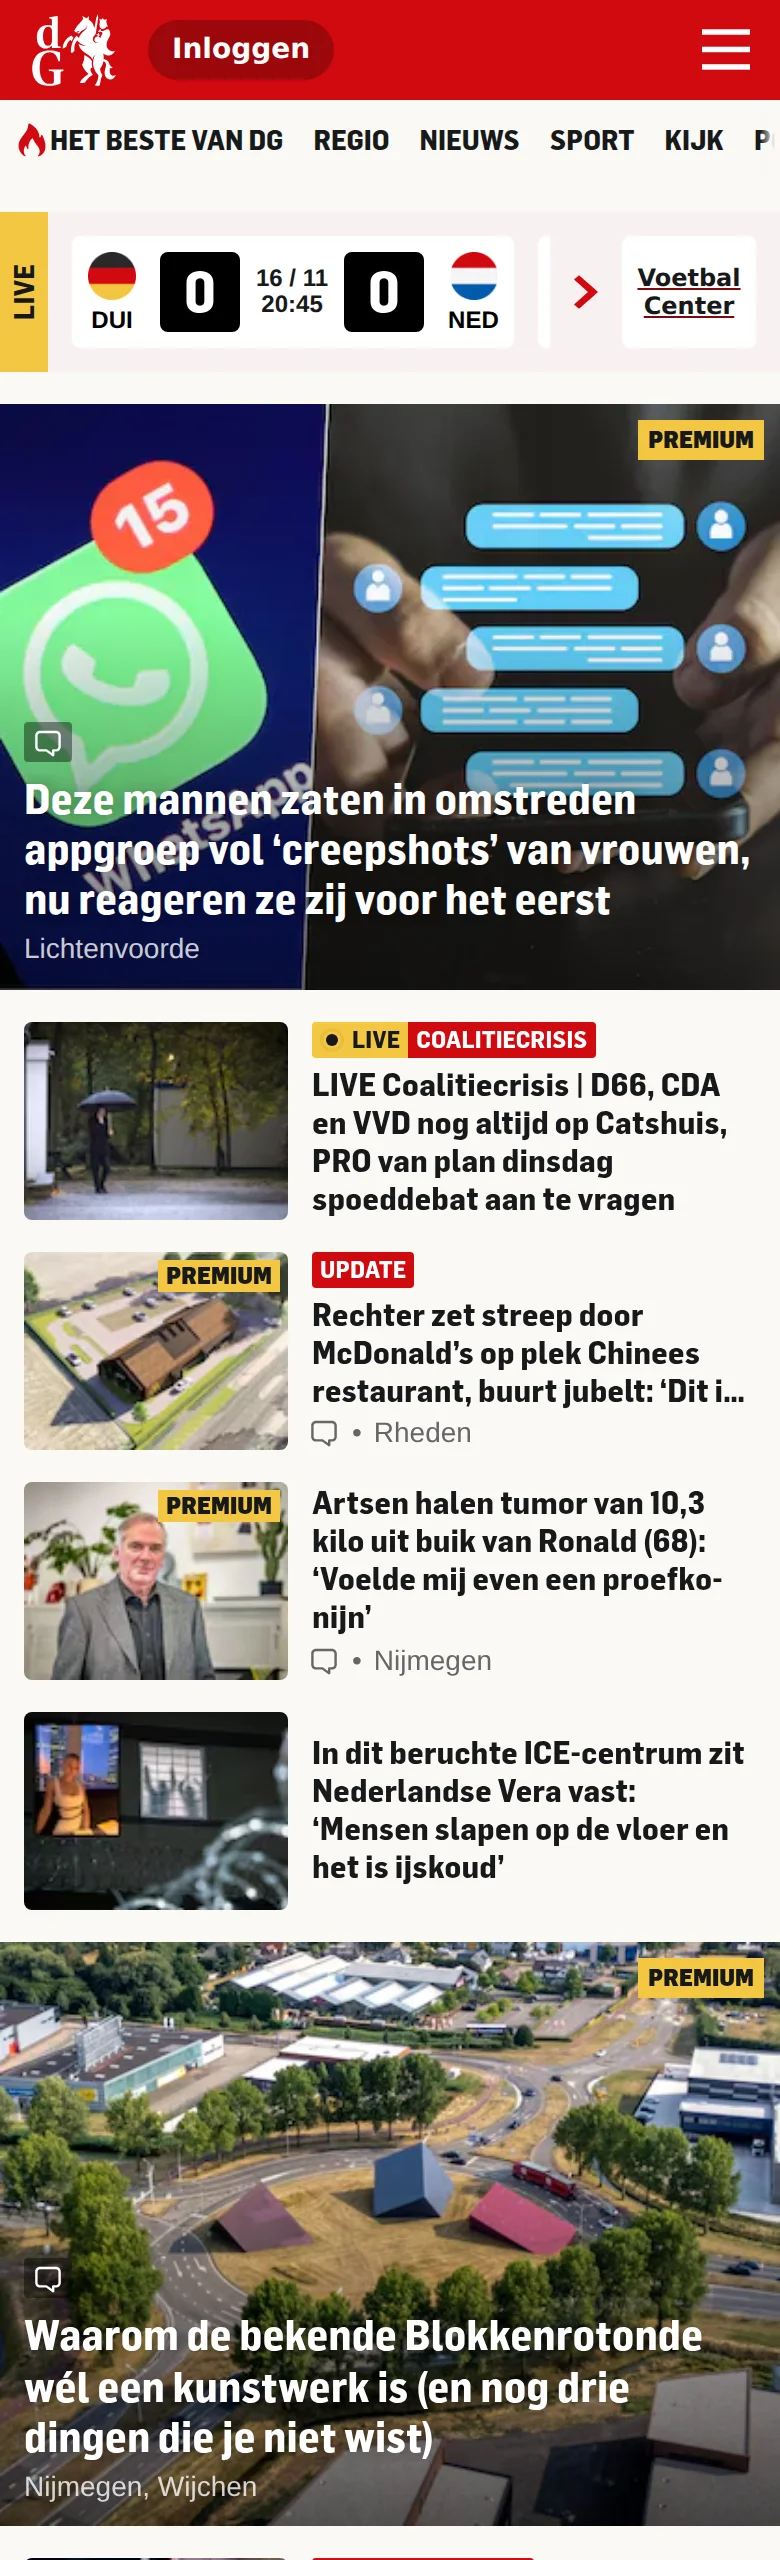 dG
Inloggen
HET BESTE VAN DG REGIO NIEUWS SPORT KIJK
LIVE
DUI
0
16 / 11
20:45
0
NED
Voetbal
Center
PREMIUM
15
WhatsApp
Deze mannen zaten in omstreden
appgroep vol ‘creepshots’ van vrouwen,
nu reageren ze zij voor het eerst
Lichtenvoorde
LIVE COALITIECRISIS
LIVE Coalitiecrisis | D66, CDA
en VVD nog altijd op Catshuis,
PRO van plan dinsdag
spoeddebat aan te vragen
PREMIUM
UPDATE
Rechter zet streep door
McDonald’s op plek Chinees
restaurant, buurt jubelt: ‘Dit i...
• Rheden
PREMIUM
Artsen halen tumor van 10,3
kilo uit buik van Ronald (68):
‘Voelde mij even een proefko-
nijn’
• Nijmegen
In dit beruchte ICE-centrum zit
Nederlandse Vera vast:
‘Mensen slapen op de vloer en
het is ijskoud’
PREMIUM
Waarom de bekende Blokkenrotonde
wél een kunstwerk is (en nog drie
dingen die je niet wist)
Nijmegen, Wijchen